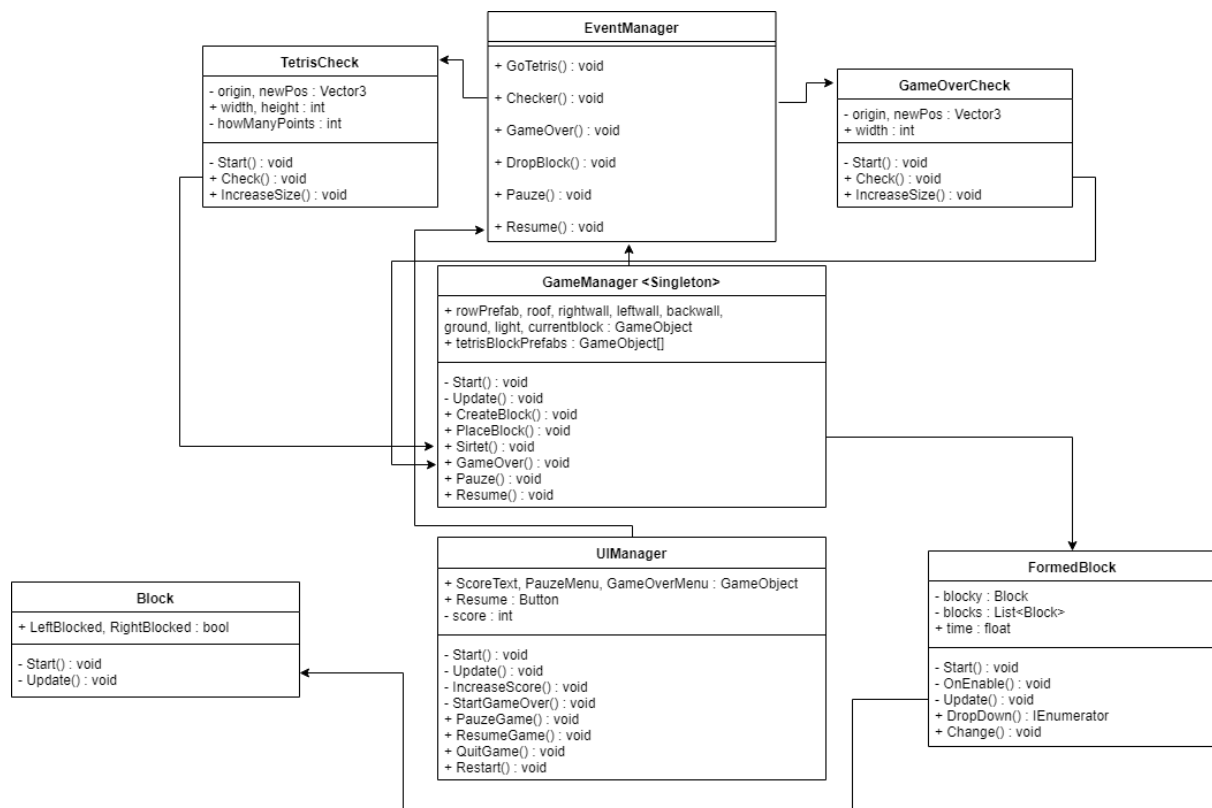 EventManager
+ GoTetris() : void
+ Checker() : void
+ GameOver() : void
+ DropBlock() : void
+ Pauze() : void
+ Resume() : void
TetrisCheck
- origin, newPos : Vector3
+ width, height : int
- howManyPoints : int
- Start() : void
+ Check() : void
+ IncreaseSize() : void
GameOverCheck
- origin, newPos : Vector3
+ width : int
- Start() : void
+ Check() : void
+ IncreaseSize() : void
GameManager <Singleton>
+ rowPrefab, roof, rightwall, leftwall, backwall,
ground, light, currentblock : GameObject
+ tetrisBlockPrefabs : GameObject[]
- Start() : void
- Update() : void
+ CreateBlock() : void
+ PlaceBlock() : void
+ Sirtet() : void
+ GameOver() : void
+ Pauze() : void
+ Resume() : void
UIManager
+ ScoreText, PauzeMenu, GameOverMenu : GameObject
+ Resume : Button
- score : int
- Start() : void
- Update() : void
- IncreaseScore() : void
- StartGameOver() : void
+ PauzeGame() : void
+ ResumeGame() : void
+ QuitGame() : void
+ Restart() : void
Block
+ LeftBlocked, RightBlocked : bool
- Start() : void
- Update() : void
FormedBlock
- blocky : Block
- blocks : List<Block>
+ time : float
- Start() : void
- OnEnable() : void
- Update() : void
+ DropDown() : IEnumerator
+ Change() : void